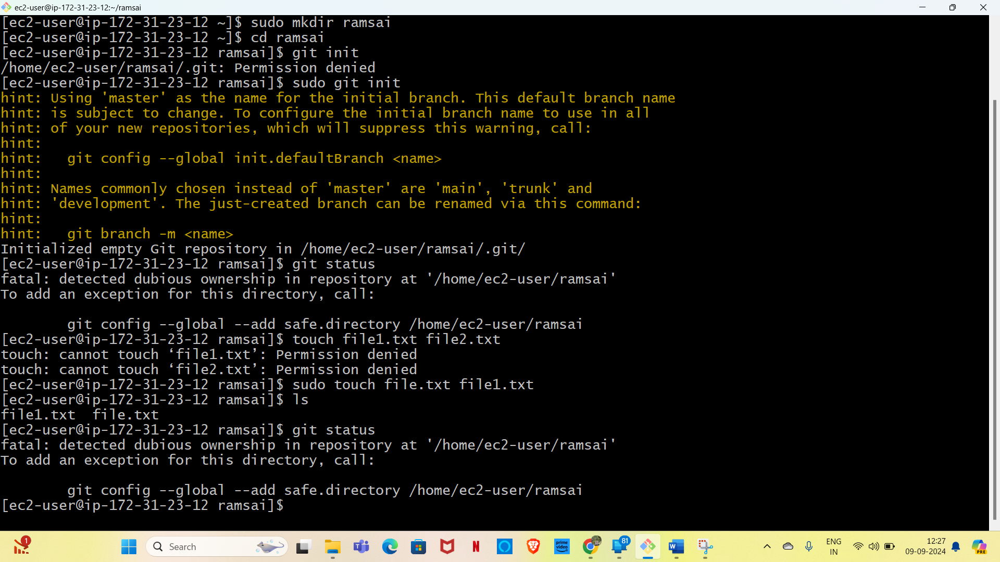 ec2-user@ip-172-31-23-12:~/ramsai
[ec2-user@ip-172-31-23-12 ~]$ sudo mkdir ramsai
[ec2-user@ip-172-31-23-12 ~]$ cd ramsai
[ec2-user@ip-172-31-23-12 ramsai]$ git init
/home/ec2-user/ramsai/.git: Permission denied
[ec2-user@ip-172-31-23-12 ramsai]$ sudo git init
hint: Using 'master' as the name for the initial branch. This default branch name
hint: is subject to change. To configure the initial branch name to use in all
hint: of your new repositories, which will suppress this warning, call:
hint:
hint:   git config --global init.defaultBranch <name>
hint:
hint: Names commonly chosen instead of 'master' are 'main', 'trunk' and
hint: 'development'. The just-created branch can be renamed via this command:
hint:
hint:   git branch -m <name>
Initialized empty Git repository in /home/ec2-user/ramsai/.git/
[ec2-user@ip-172-31-23-12 ramsai]$ git status
fatal: detected dubious ownership in repository at '/home/ec2-user/ramsai'
To add an exception for this directory, call:
        git config --global --add safe.directory /home/ec2-user/ramsai
[ec2-user@ip-172-31-23-12 ramsai]$ touch file1.txt file2.txt
touch: cannot touch ‘file1.txt’: Permission denied
touch: cannot touch ‘file2.txt’: Permission denied
[ec2-user@ip-172-31-23-12 ramsai]$ sudo touch file.txt file1.txt
[ec2-user@ip-172-31-23-12 ramsai]$ ls
file1.txt  file.txt
[ec2-user@ip-172-31-23-12 ramsai]$ git status
fatal: detected dubious ownership in repository at '/home/ec2-user/ramsai'
To add an exception for this directory, call:
        git config --global --add safe.directory /home/ec2-user/ramsai
[ec2-user@ip-172-31-23-12 ramsai]$
1
Search
N
prime video
81
W
ENG
IN
12:27
09-09-2024
PRE